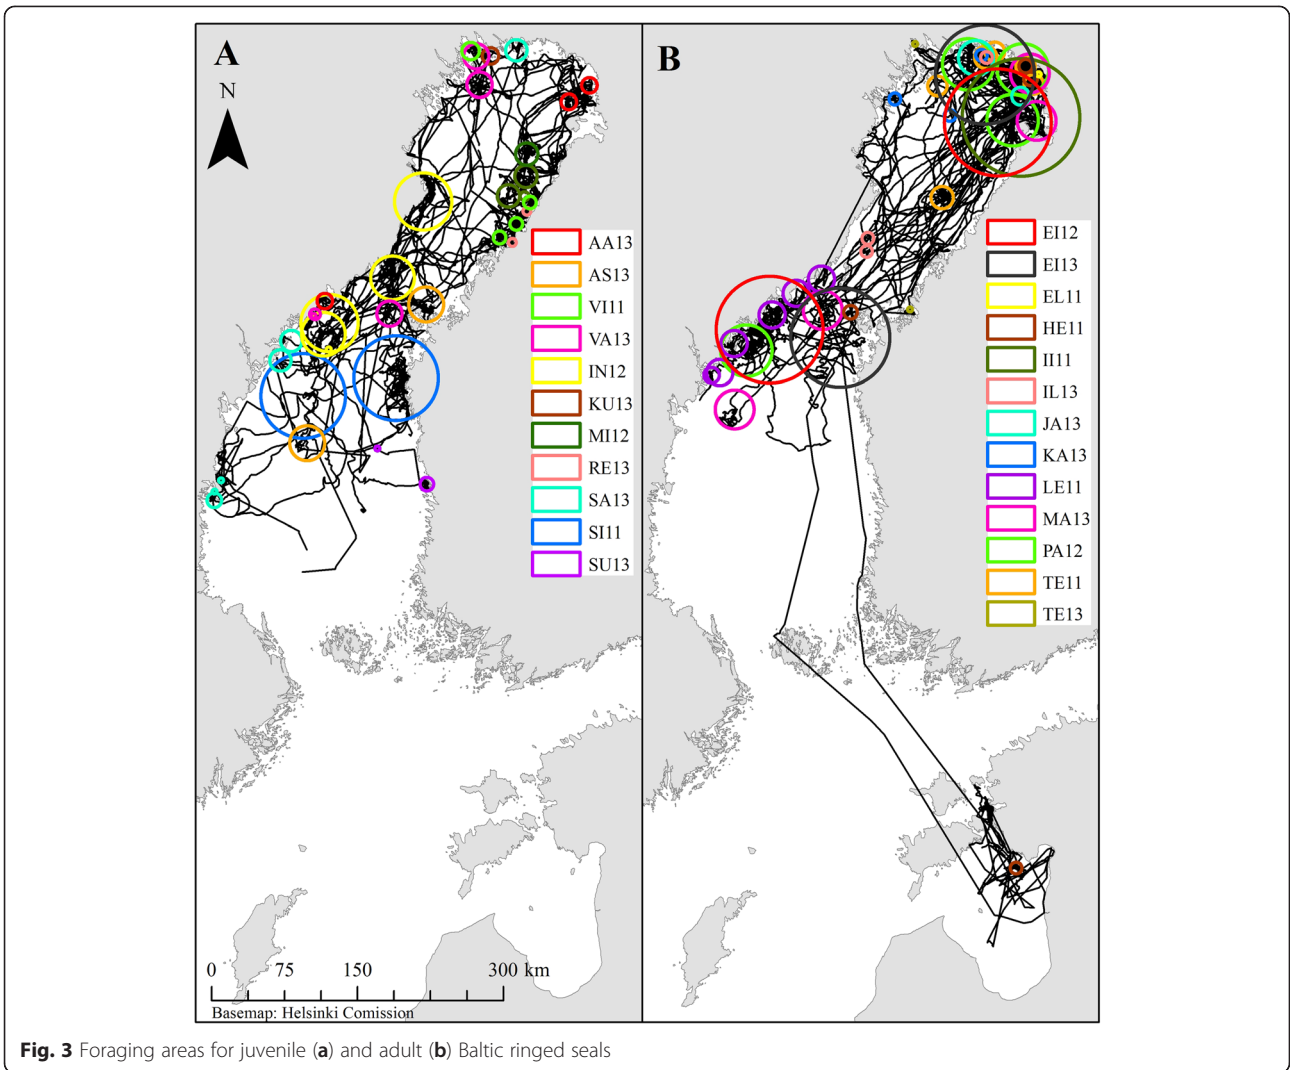 A
N
AA13
AS13
VI11
VA13
IN12
KU13
MI12
RE13
SA13
SI11
SU13
0 75 150 300 km
Basemap: Helsinki Comission
B
EI12
EI13
EL11
HE11
II11
IL13
JA13
KA13
LE11
MA13
PA12
TE11
TE13
Fig. 3 Foraging areas for juvenile (a) and adult (b) Baltic ringed seals